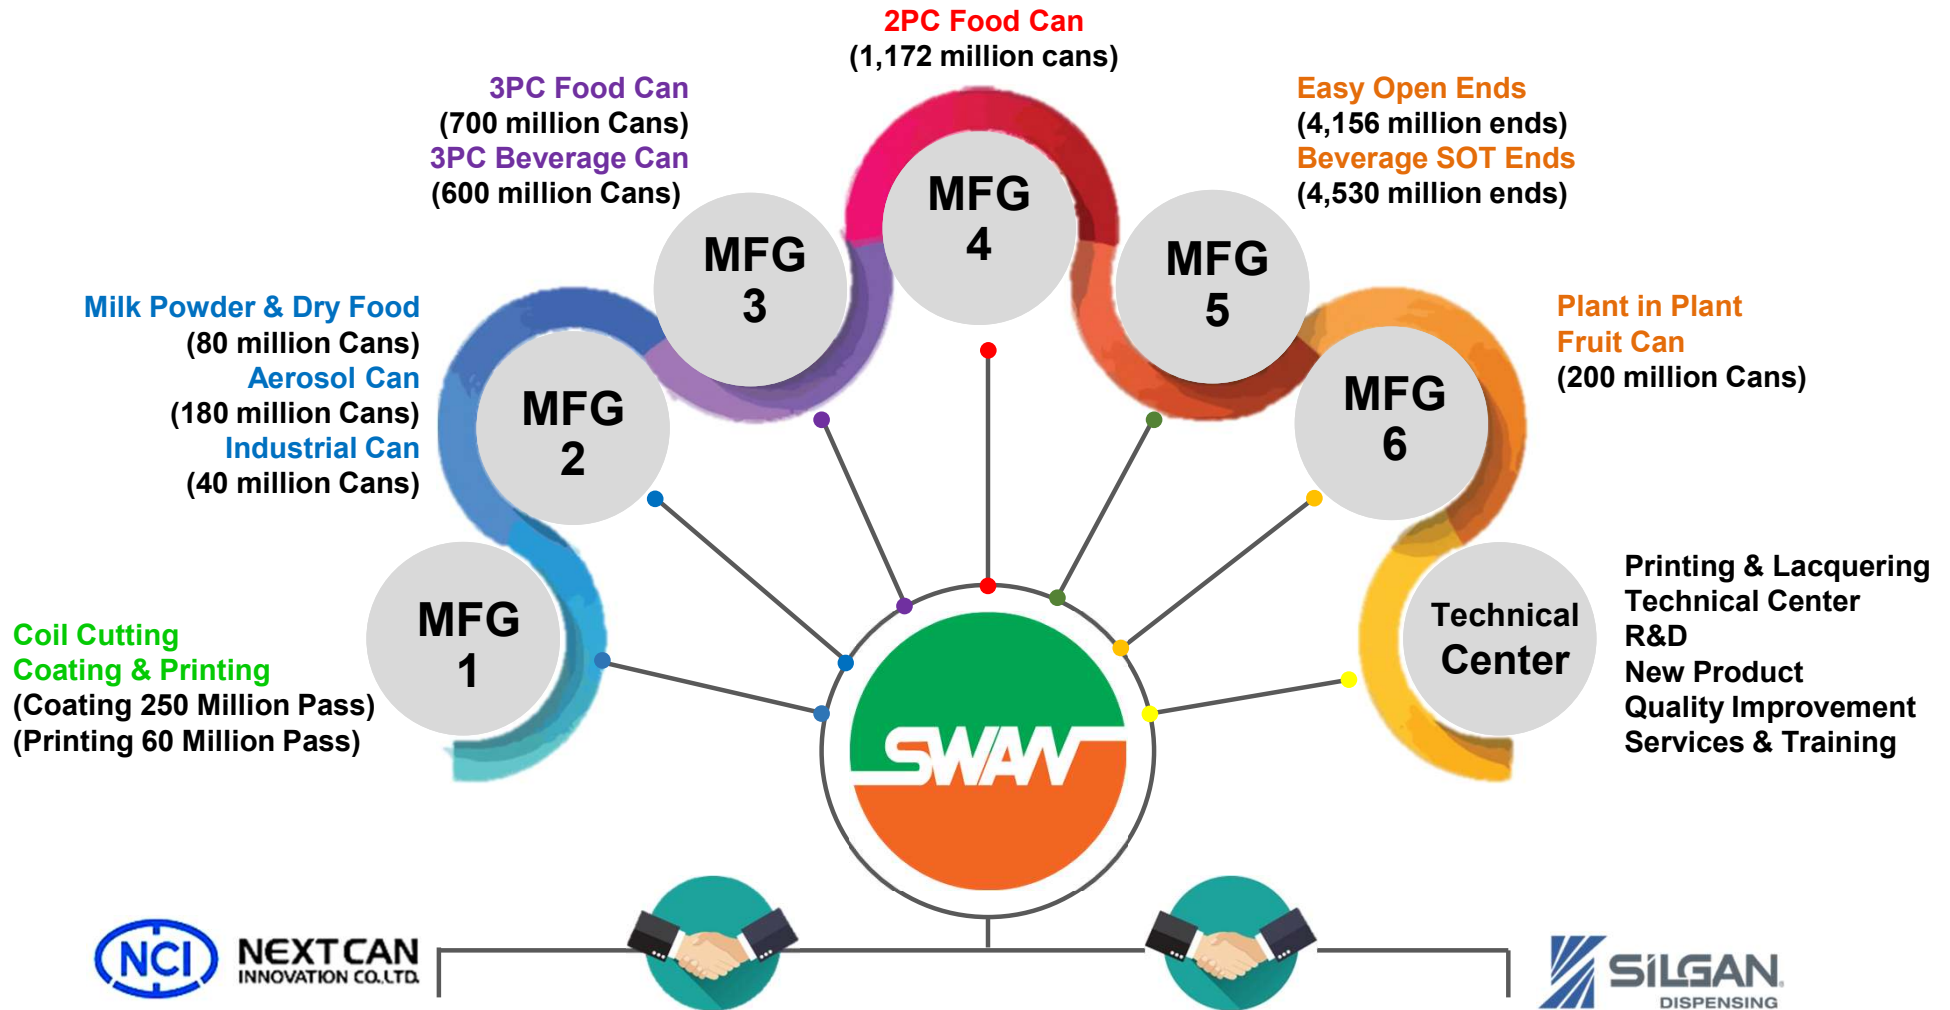 2PC Food Can
(1,172 million cans)
3PC Food Can
(700 million Cans)
3PC Beverage Can
(600 million Cans)
Easy Open Ends
(4,156 million ends)
Beverage SOT Ends
(4,530 million ends)
MFG
4
MFG
3
MFG
5
Milk Powder & Dry Food
(80 million Cans)
Aerosol Can
(180 million Cans)
Industrial Can
(40 million Cans)
Plant in Plant
Fruit Can
(200 million Cans)
MFG
2
MFG
6
MFG
1
Coil Cutting
Coating & Printing
(Coating 250 Million Pass)
(Printing 60 Million Pass)
Technical
Center
Printing & Lacquering
Technical Center
R&D
New Product
Quality Improvement
Services & Training
SWAN
NCI
NEXT CAN
INNOVATION CO.,LTD.
SILGAN®
DISPENSING